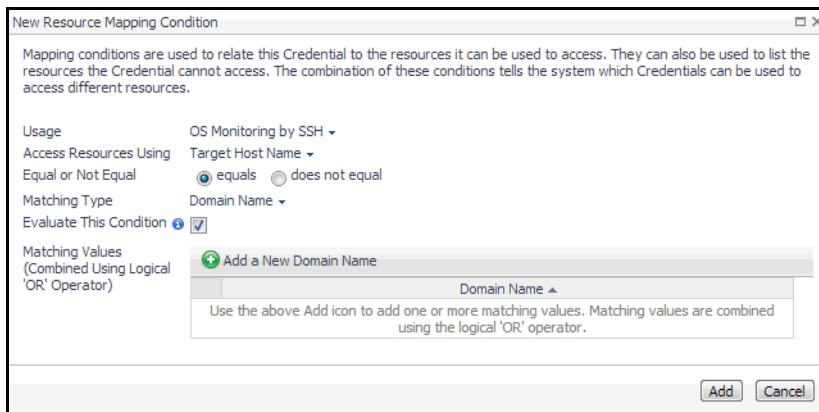 New Resource Mapping Condition
Mapping conditions are used to relate this Credential to the resources it can be used to access. They can also be used to list the
resources the Credential cannot access. The combination of these conditions tells the system which Credentials can be used to
access different resources.
Usage OS Monitoring by SSH
Access Resources Using Target Host Name
Equal or Not Equal equals does not equal
Matching Type Domain Name
Evaluate This Condition
Matching Values
(Combined Using Logical
'OR' Operator)
Add a New Domain Name
Domain Name
Use the above Add icon to add one or more matching values. Matching values are combined
using the logical 'OR' operator.
Add Cancel